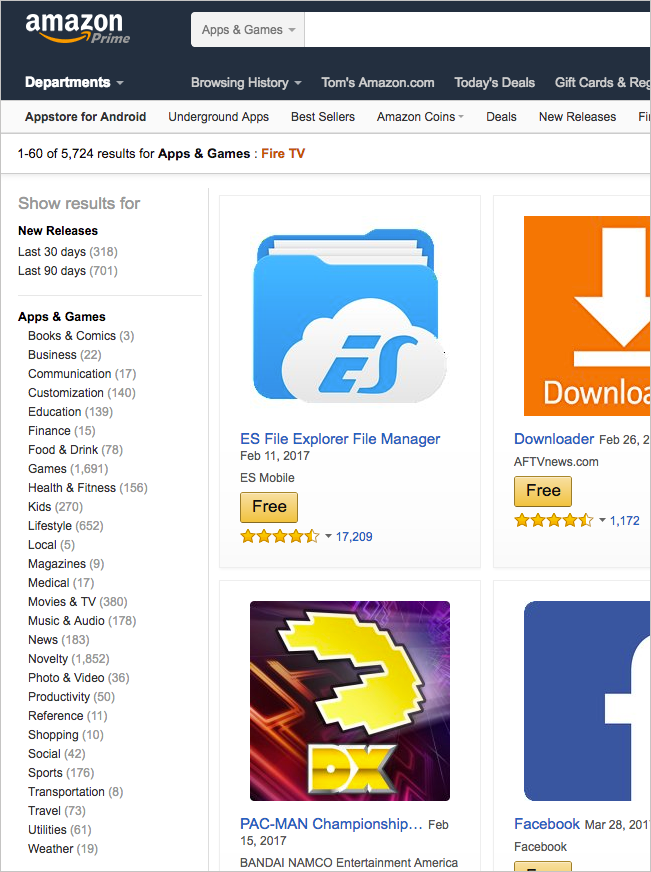 amazon
Prime
Apps & Games
Departments
Browsing History
Tom's Amazon.com
Today's Deals
Gift Cards &
Appstore for Android
Underground Apps
Best Sellers
Amazon Coins
Deals
New Releases
1-60 of 5,724 results for Apps & Games : Fire TV
Show results for
New Releases
Last 30 days (318)
Last 90 days (701)
Apps & Games
Books & Comics (3)
Business (22)
Communication (17)
Customization (140)
Education (139)
Finance (15)
Food & Drink (78)
Games (1,691)
Health & Fitness (156)
Kids (270)
Lifestyle (652)
Local (5)
Magazines (9)
Medical (17)
Movies & TV (380)
Music & Audio (178)
News (183)
Novelty (1,852)
Photo & Video (36)
Productivity (50)
Reference (11)
Shopping (10)
Social (42)
Sports (176)
Transportation (8)
Travel (73)
Utilities (61)
Weather (19)
ES
ES File Explorer File Manager
Feb 11, 2017
ES Mobile
Free
17,209
Downloa
Downloader Feb 26, 2
AFTVnews.com
Free
1,172
DX
PAC-MAN Championship... Feb
15, 2017
BANDAI NAMCO Entertainment America
Facebook Mar 28, 201
Facebook